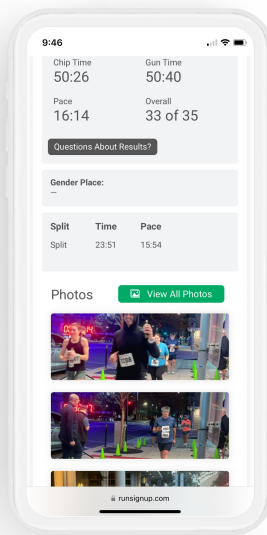 9:46
Chip Time Gun Time
50:26 50:40
Pace Overall
16:14 33 of 35
Questions About Results?
Gender Place:
—
Split Time Pace
Split 23:51 15:54
Photos View All Photos
runsignup.com